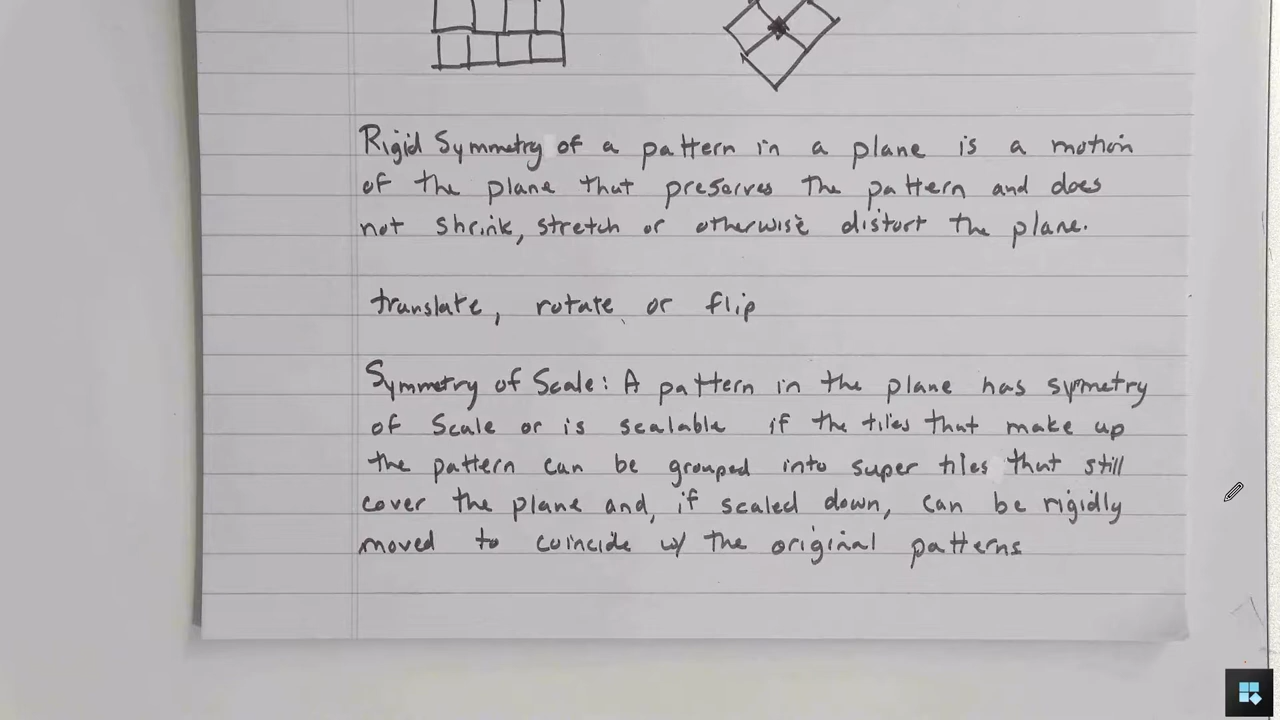 Rigid Symmetry of a pattern in a plane is a motion
of the plane that preserves the pattern and does
not shrink, stretch or otherwise distort the plane.
translate, rotate or flip
Symmetry of Scale: A pattern in the plane has symmetry
of Scale or is scalable if the tiles that make up
the pattern can be grouped into super tiles that still
cover the plane and, if scaled down, can be rigidly
moved to coincide w/ the original patterns